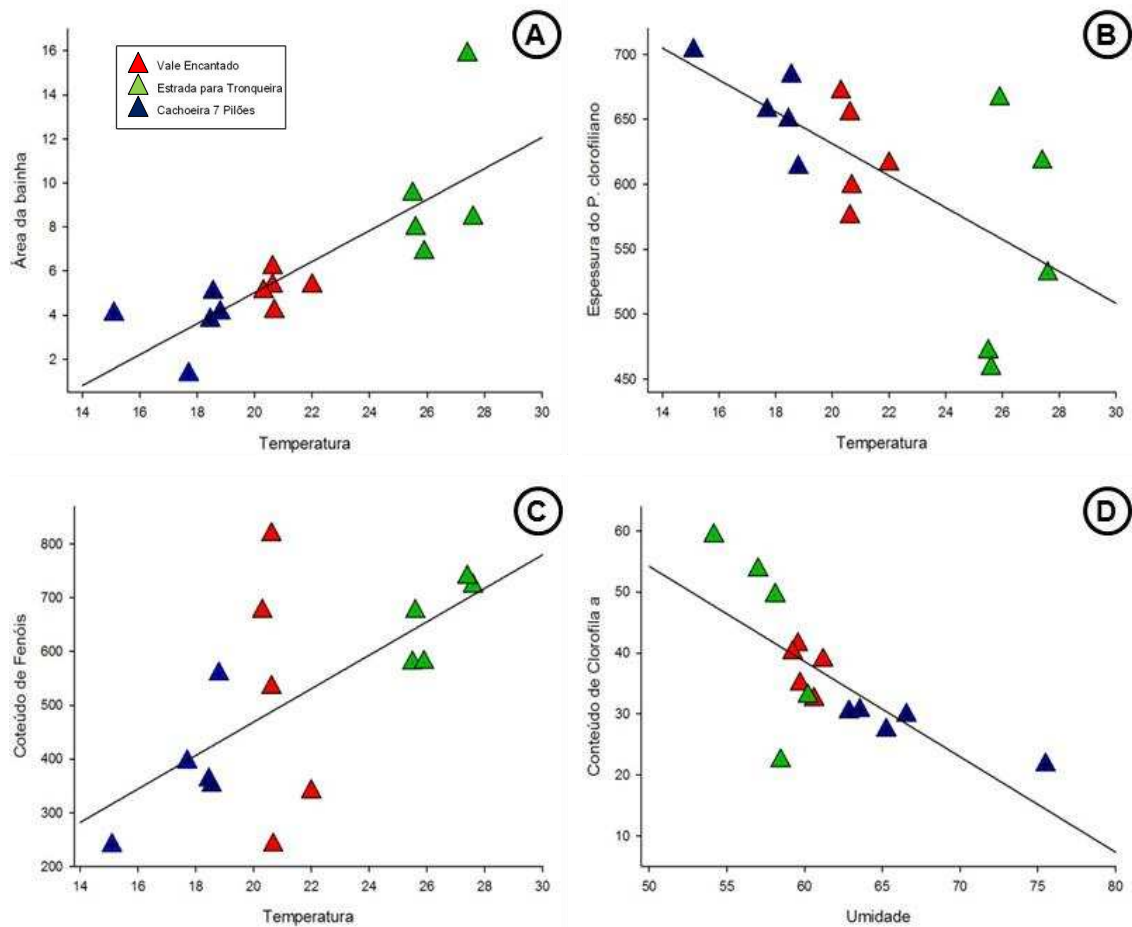 A
Vale Encantado
Estrada para Tronqueira
Cachoeira 7 Pilões
Área da bainha
16
14
12
10
8
6
4
2
14 16 18 20 22 24 26 28 30
Temperatura
B
Espessura do P. clorofiliano
700
650
600
550
500
450
14 16 18 20 22 24 26 28 30
Temperatura
C
Coteúdo de Fenóis
800
700
600
500
400
300
200
14 16 18 20 22 24 26 28 30
Temperatura
D
Conteúdo de Clorofila a
60
50
40
30
20
10
50 55 60 65 70 75 80
Umidade